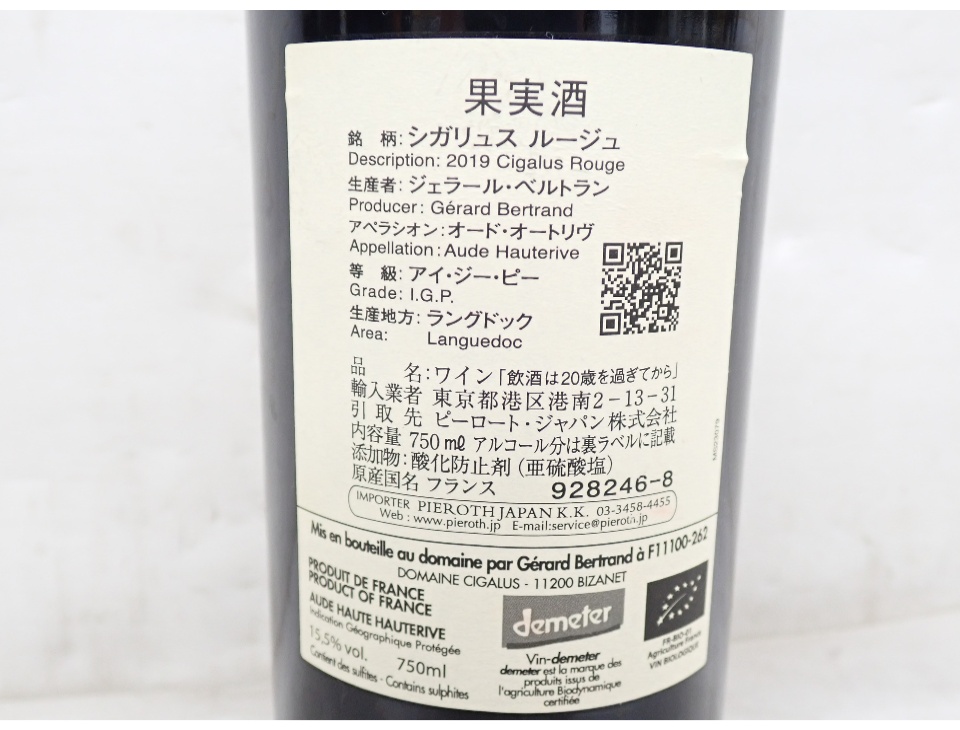 果実酒
銘 柄:シガリュス ルージュ
Description: 2019 Cigalus Rouge
生産者:ジェラール・ベルトラン
Producer: Gérard Bertrand
アペラシオン:オード・オートリヴ
Appellation: Aude Hauterive
等 級:アイ・ジー・ピー
Grade: I.G.P.
生産地方:ラングドック
Area: Languedoc
品 名:ワイン「飲酒は20歳を過ぎてから」
輸入業者 東京都港区港南2-13-31
引 取 先 ピーロート・ジャパン株式会社
内容量 750ml アルコール分は裏ラベルに記載
添加物:酸化防止剤(亜硫酸塩)
原産国名 フランス 928246-8
IMPORTER PIEROTH JAPAN K.K. 03-3458-4455
Web : www.pieroth.jp E-mail:service@pieroth.jp
Mis en bouteille au domaine par Gérard Bertrand à F11100-262
DOMAINE CIGALUS - 11200 BIZANET
PRODUIT DE FRANCE
PRODUCT OF FRANCE
AUDE HAUTE HAUTERIVE
Indication Géographique Protégée
15,5% vol. 750ml
Contient des sulfites - Contains sulphites
demeter
Vin-demeter
demeter est la marque des
produits issus de
l'agriculture Biodynamique
certifiée
FR-BIO-01
Agriculture France
VIN BIOLOGIQUE